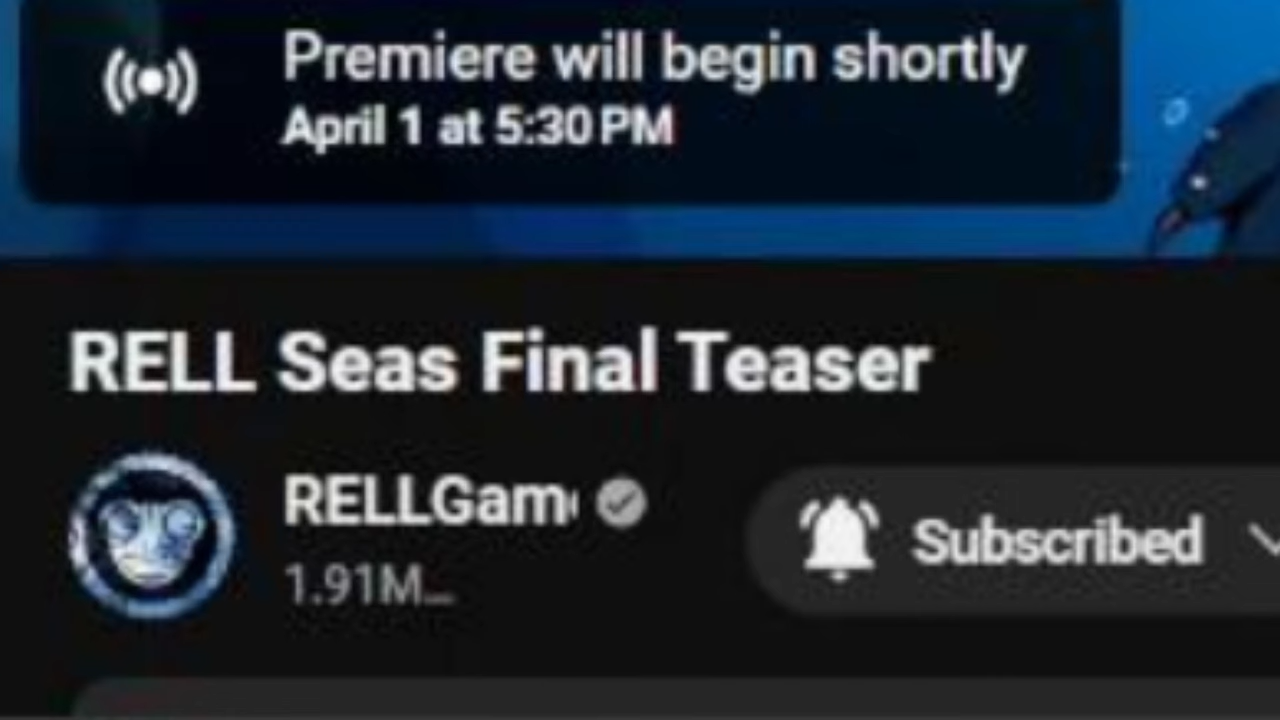 Premiere will begin shortly
April 1 at 5:30 PM
RELL Seas Final Teaser
RELLGam
1.91M...
Subscribed